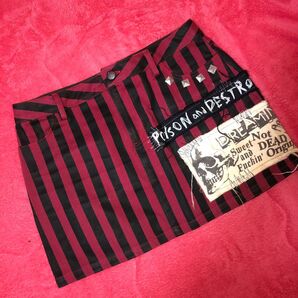 POISON anD DESTRO
DREAMIN
Sweet Not
and DEAD
Fuckin' Origin